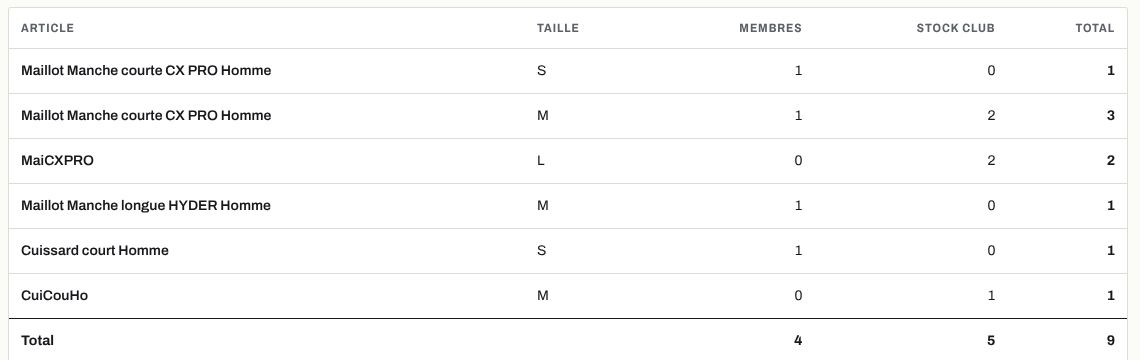 ARTICLE TAILLE MEMBRES STOCK CLUB TOTAL
Maillot Manche courte CX PRO Homme S 1 0 1
Maillot Manche courte CX PRO Homme M 1 2 3
MaiCXPRO L 0 2 2
Maillot Manche longue HYDER Homme M 1 0 1
Cuissard court Homme S 1 0 1
CuiCouHo M 0 1 1
Total 4 5 9